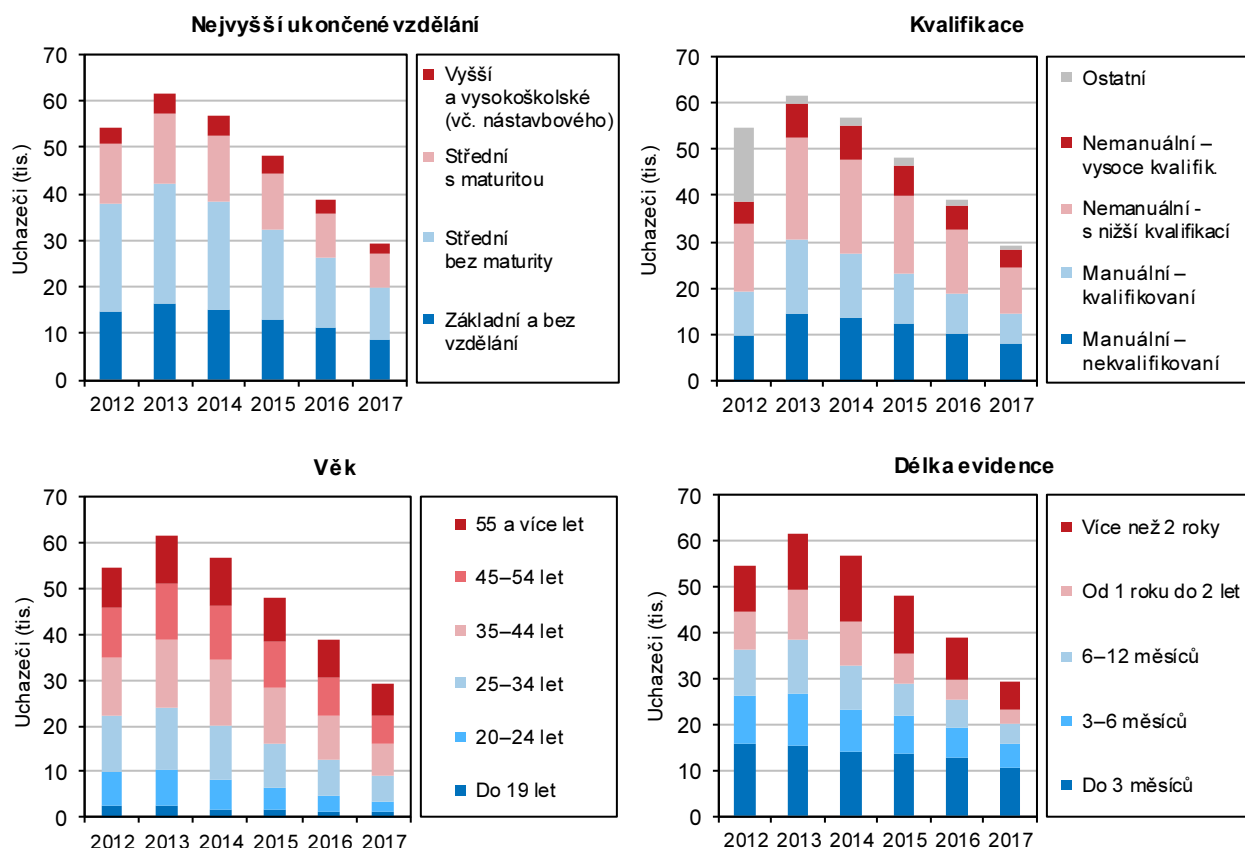 Nejvyšší ukončené vzdělání
Uchazeči (tis.)
70
60
50
40
30
20
10
0
2012 2013 2014 2015 2016 2017
Vyšší
a vysokoškolské
(vč. nástavbového)
Střední
s maturitou
Střední
bez maturity
Základní a bez
vzdělání
Kvalifikace
Uchazeči (tis.)
70
60
50
40
30
20
10
0
2012 2013 2014 2015 2016 2017
Ostatní
Nemanuální –
vysoce kvalifik.
Nemanuální -
s nižší kvalifikací
Manuální –
kvalifikovaní
Manuální –
nekvalifikovaní
Věk
Uchazeči (tis.)
70
60
50
40
30
20
10
0
2012 2013 2014 2015 2016 2017
55 a více let
45–54 let
35–44 let
25–34 let
20–24 let
Do 19 let
Délka evidence
Uchazeči (tis.)
70
60
50
40
30
20
10
0
2012 2013 2014 2015 2016 2017
Více než 2 roky
Od 1 roku do 2 let
6–12 měsíců
3–6 měsíců
Do 3 měsíců